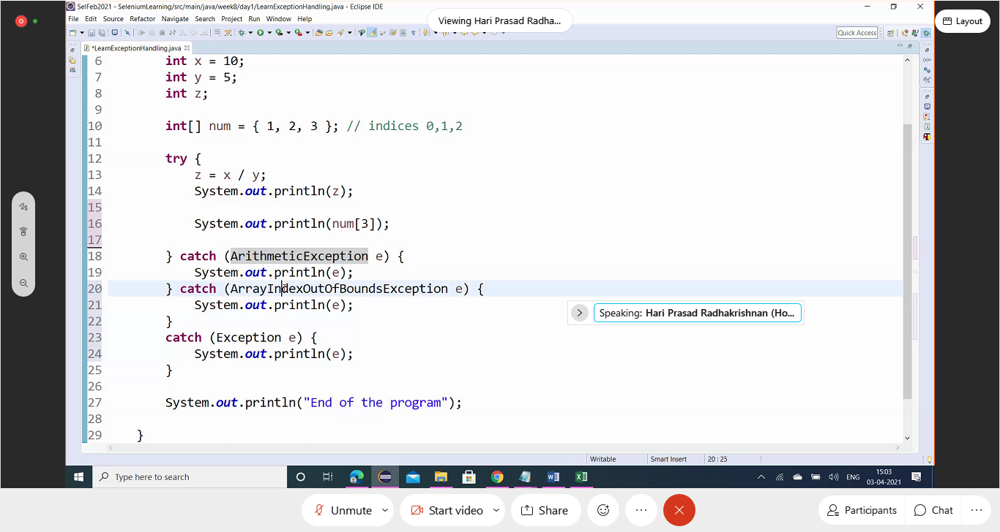 SelFeb2021 - SeleniumLearning/src/main/java/week8/day1/LearnExceptionHandling.java - Eclipse IDE
Viewing Hari Prasad Radha...
Layout
File Edit Source Refactor Navigate Search Project Run Window Help
Quick Access
*LearnExceptionHandling.java
6 int x = 10;
7 int y = 5;
8 int z;
9
10 int[] num = { 1, 2, 3 }; // indices 0,1,2
11
12 try {
13 z = x / y;
14 System.out.println(z);
15
16 System.out.println(num[3]);
17
18 } catch (ArithmeticException e) {
19 System.out.println(e);
20 } catch (ArrayIndexOutOfBoundsException e) {
21 System.out.println(e);
22 }
23 catch (Exception e) {
24 System.out.println(e);
25 }
26
27 System.out.println("End of the program");
28
29 }
Speaking: Hari Prasad Radhakrishnan (Ho...
Writable Smart Insert 20 : 25
Type here to search
ENG
15:03
03-04-2021
Unmute Start video Share Participants Chat